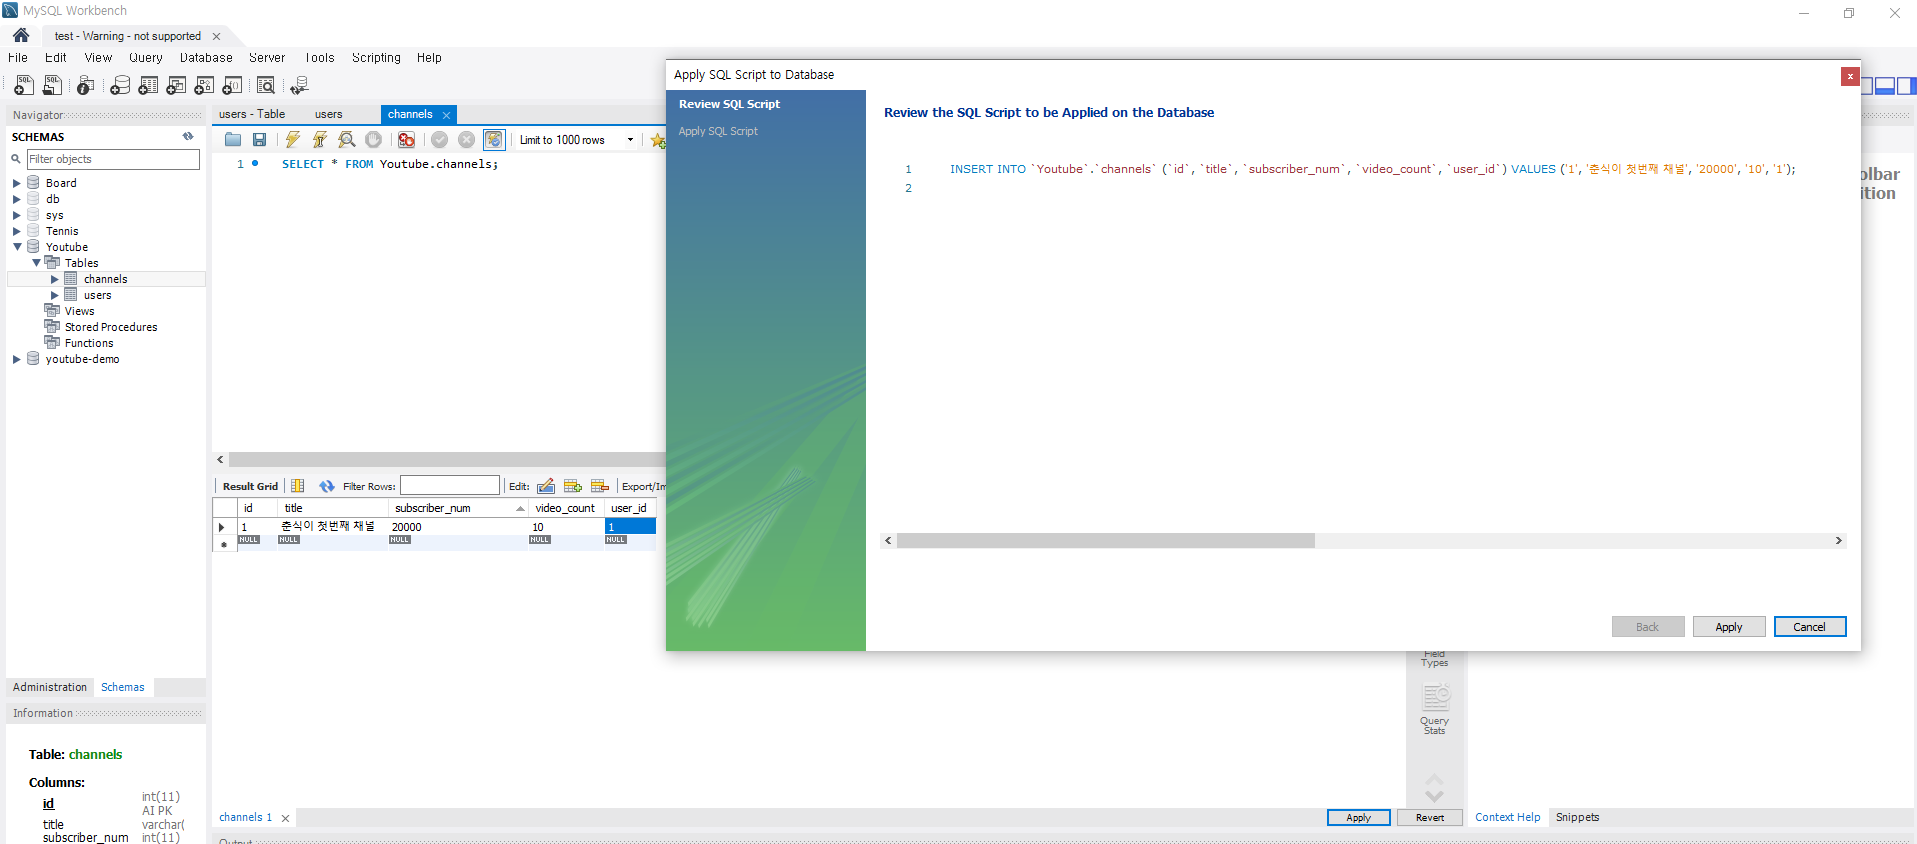 MySQL Workbench
test - Warning - not supported
File Edit View Query Database Server Tools Scripting Help
Navigator
SCHEMAS
Filter objects
Board
db
sys
Tennis
Youtube
Tables
channels
users
Views
Stored Procedures
Functions
youtube-demo
Administration Schemas
Information
Table: channels
Columns:
id int(11) AI PK
title varchar(
subscriber_num int(11)
users - Table users channels
Limit to 1000 rows
1 SELECT * FROM Youtube.channels;
Result Grid Filter Rows: Edit: Export/Im
id title subscriber_num video_count user_id
1 춘식이 첫번째 채널 20000 10 1
NULL NULL NULL NULL NULL
channels 1
Apply Revert
Output
Apply SQL Script to Database
Review SQL Script
Apply SQL Script
Review the SQL Script to be Applied on the Database
1 INSERT INTO `Youtube`.`channels` (`id`, `title`, `subscriber_num`, `video_count`, `user_id`) VALUES ('1', '춘식이 첫번째 채널', '20000', '10', '1');
2
Back Apply Cancel
olbar
ition
Field
Types
Query
Stats
Context Help Snippets